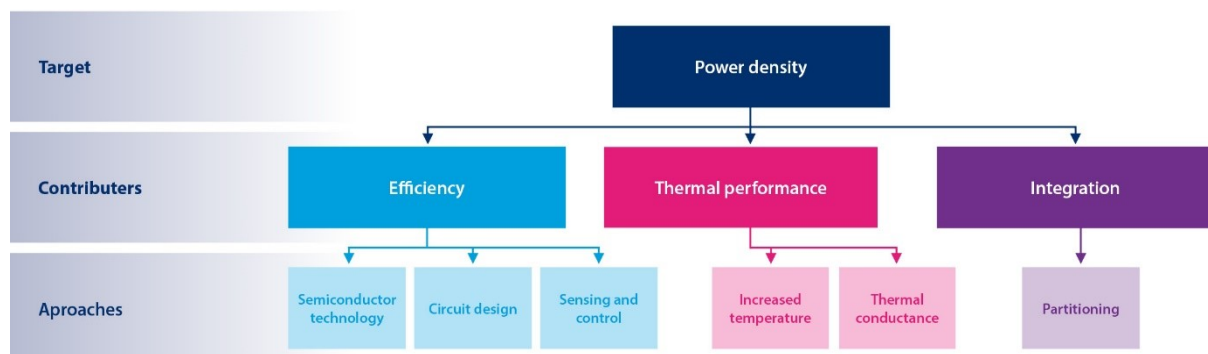 Target
Power density
Contributers
Efficiency
Thermal performance
Integration
Aproaches
Semiconductor
technology
Circuit design
Sensing and
control
Increased
temperature
Thermal
conductance
Partitioning